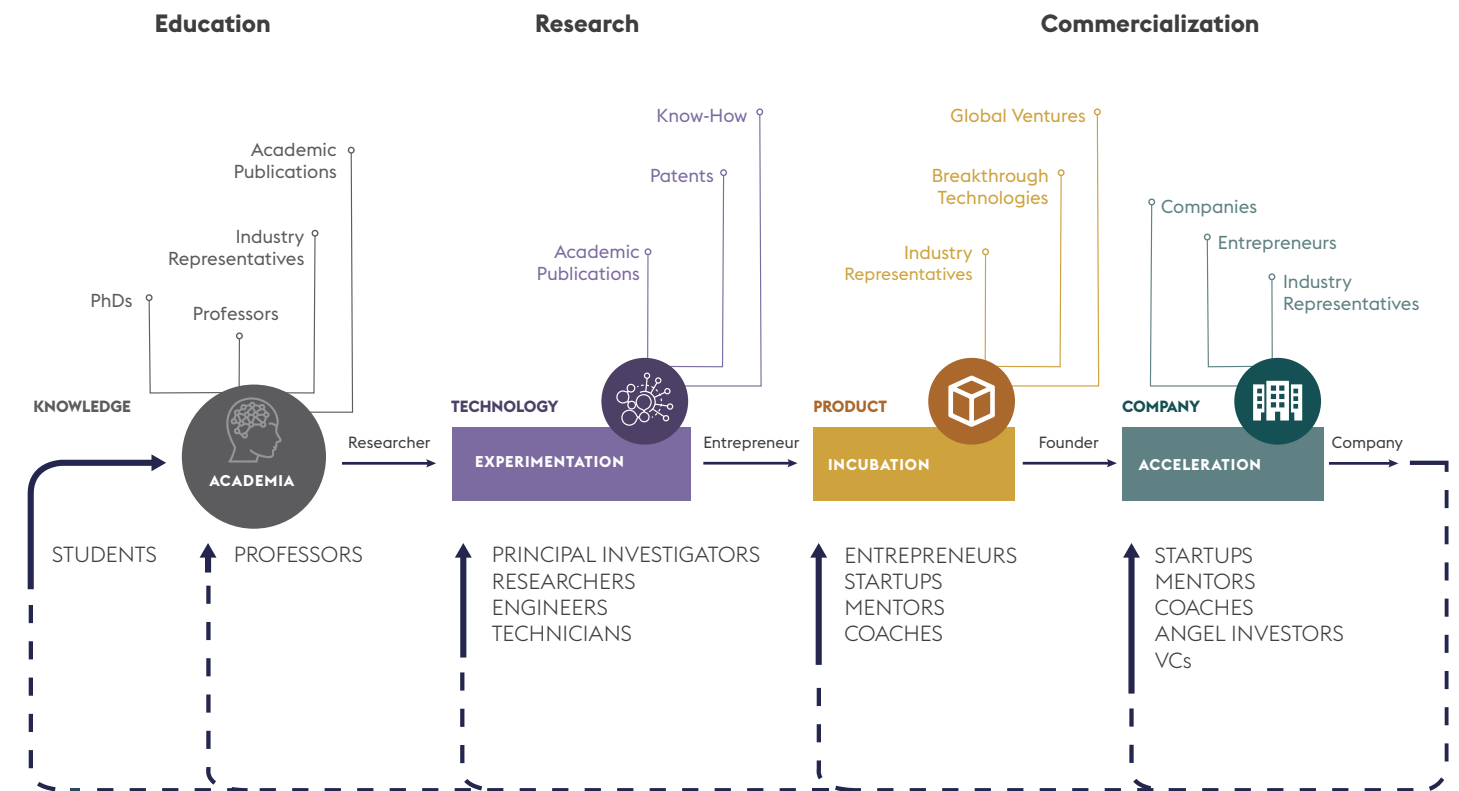 Education
Research
Commercialization
Academic
Publications
Industry
Representatives
PhDs
Professors
KNOWLEDGE
ACADEMIA
Researcher
Know-How
Patents
Academic
Publications
TECHNOLOGY
EXPERIMENTATION
Entrepreneur
Global Ventures
Breakthrough
Technologies
Industry
Representatives
PRODUCT
INCUBATION
Founder
Companies
Entrepreneurs
Industry
Representatives
COMPANY
ACCELERATION
Company
STUDENTS
PROFESSORS
PRINCIPAL INVESTIGATORS
RESEARCHERS
ENGINEERS
TECHNICIANS
ENTREPRENEURS
STARTUPS
MENTORS
COACHES
STARTUPS
MENTORS
COACHES
ANGEL INVESTORS
VCs